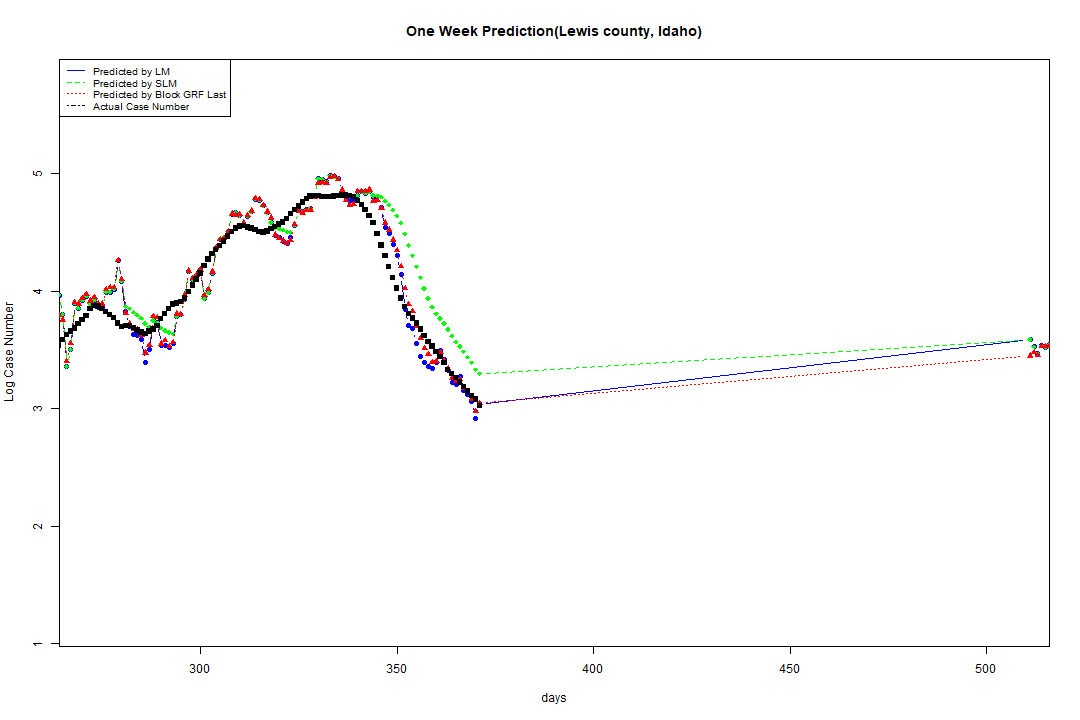 One Week Prediction(Lewis county, Idaho)
Predicted by LM
Predicted by SLM
Predicted by Block GRF Last
Actual Case Number
Log Case Number
5
4
3
2
1
300 350 400 450 500
days